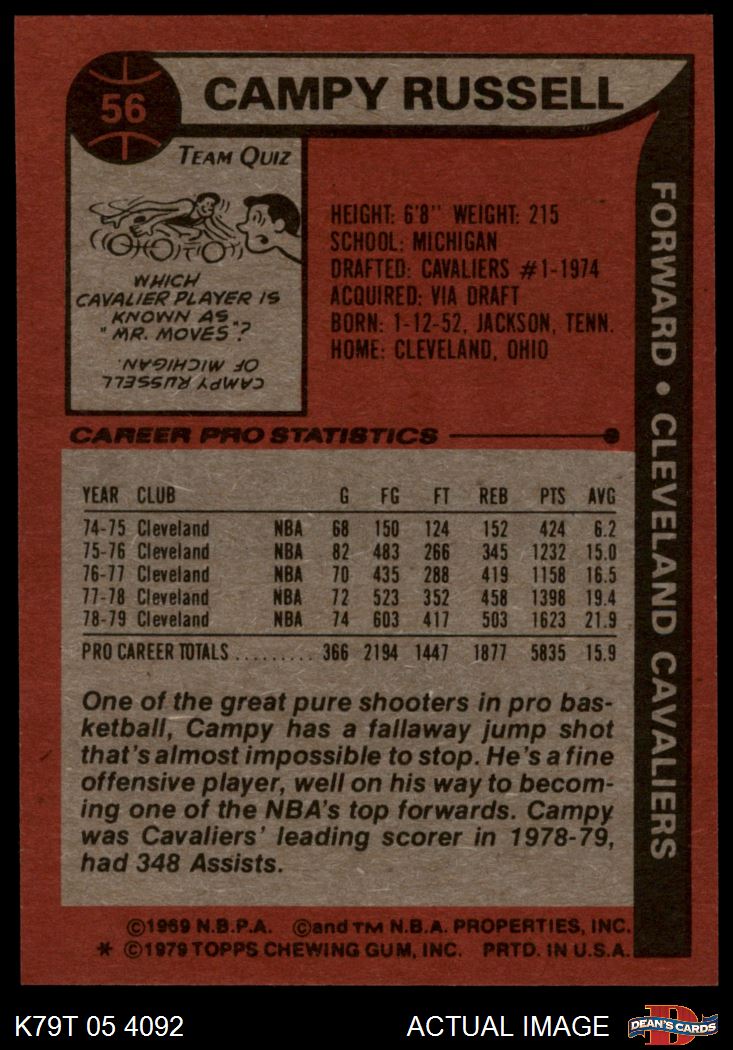 56
CAMPY RUSSELL
TEAM QUIZ
WHICH
CAVALIER PLAYER IS
KNOWN AS
"MR. MOVES"?
CAMPY RUSSELL
OF MICHIGAN.
HEIGHT: 6'8" WEIGHT: 215
SCHOOL: MICHIGAN
DRAFTED: CAVALIERS #1-1974
ACQUIRED: VIA DRAFT
BORN: 1-12-52, JACKSON, TENN.
HOME: CLEVELAND, OHIO
FORWARD • CLEVELAND CAVALIERS
CAREER PRO STATISTICS
YEAR CLUB G FG FT REB PTS AVG
74-75 Cleveland NBA 68 150 124 152 424 6.2
75-76 Cleveland NBA 82 483 266 345 1232 15.0
76-77 Cleveland NBA 70 435 288 419 1158 16.5
77-78 Cleveland NBA 72 523 352 458 1398 19.4
78-79 Cleveland NBA 74 603 417 503 1623 21.9
PRO CAREER TOTALS ......... 366 2194 1447 1877 5835 15.9
One of the great pure shooters in pro bas-
ketball, Campy has a fallaway jump shot
that's almost impossible to stop. He's a fine
offensive player, well on his way to becom-
ing one of the NBA's top forwards. Campy
was Cavaliers' leading scorer in 1978-79,
had 348 Assists.
©1969 N.B.P.A. ©and TM N.B.A. PROPERTIES, INC.
* ©1979 TOPPS CHEWING GUM, INC. PRTD. IN U.S.A.
K79T 05 4092
ACTUAL IMAGE
D
DEAN'S CARDS